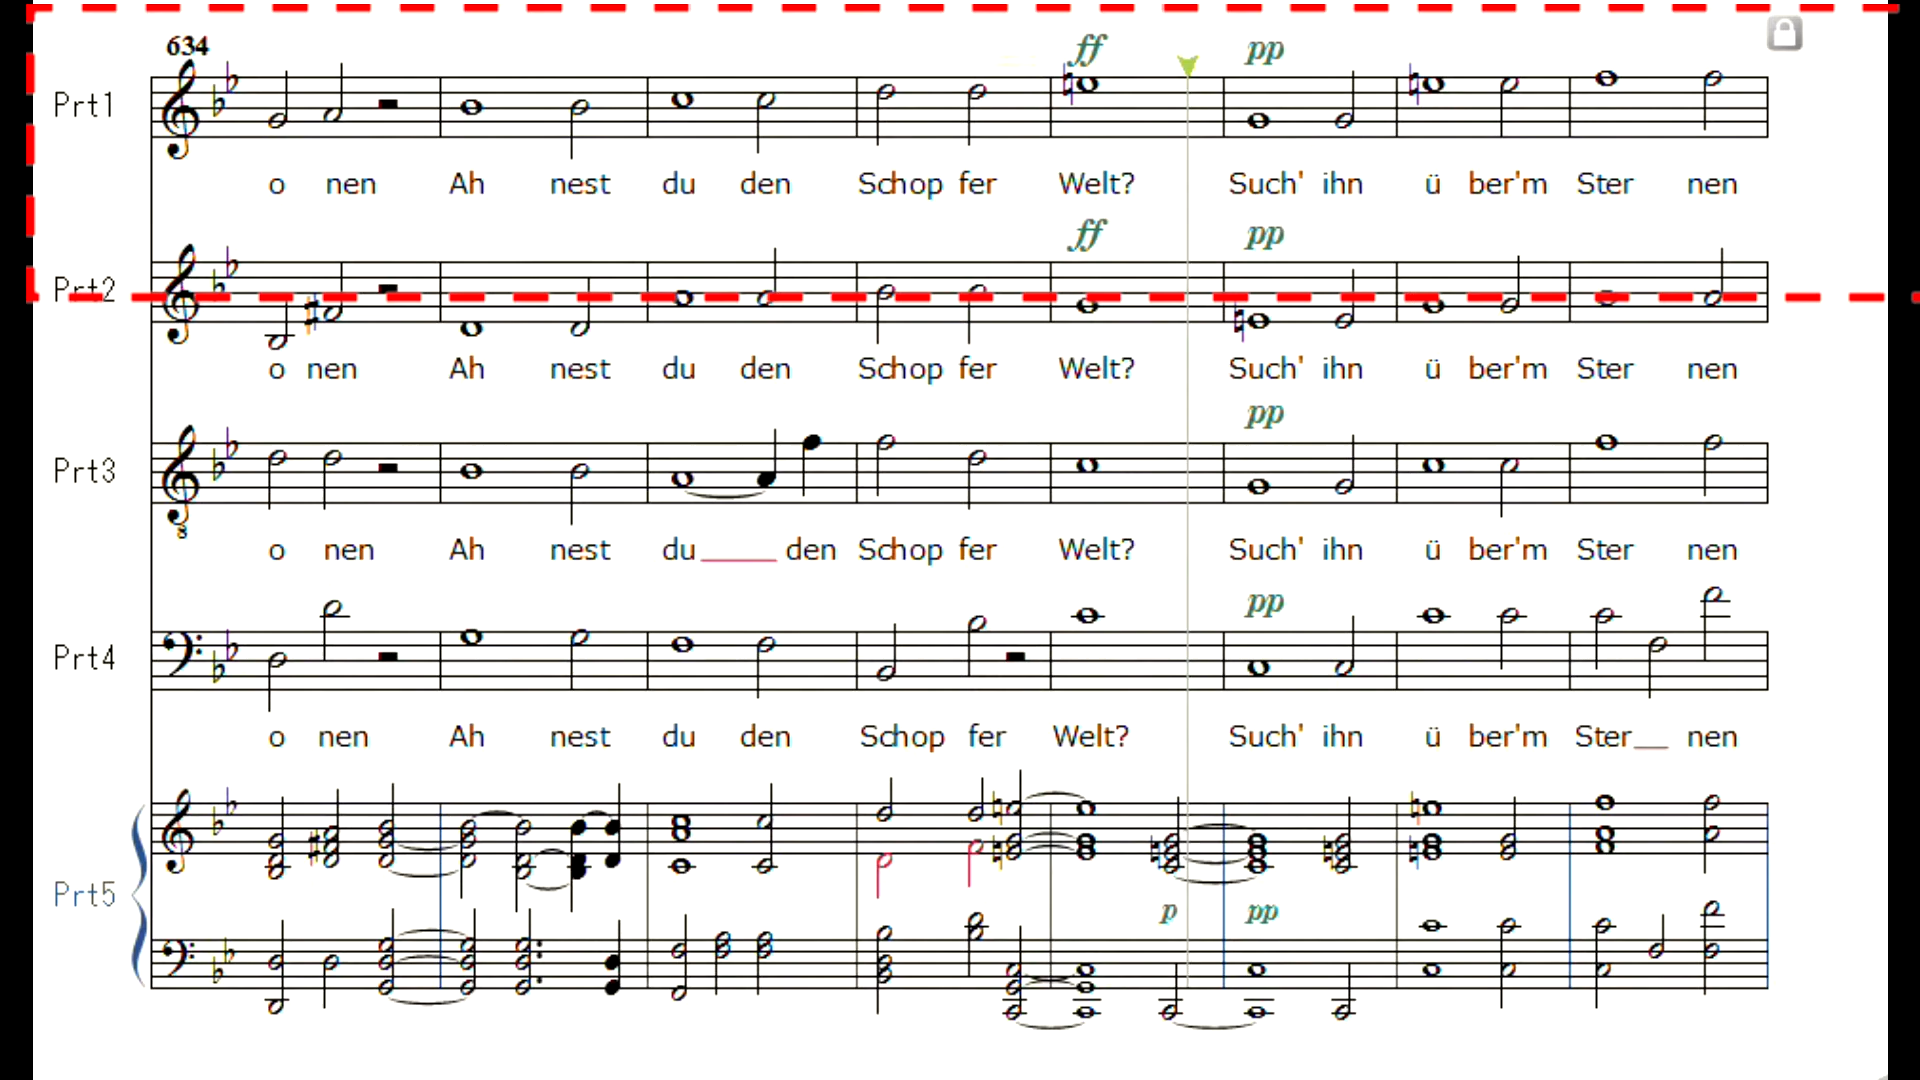 634
ff pp
Prt1
o nen Ah nest du den Schop fer Welt? Such' ihn ü ber'm Ster nen
ff pp
Prt2
o nen Ah nest du den Schop fer Welt? Such' ihn ü ber'm Ster nen
pp
Prt3
8
o nen Ah nest du____ den Schop fer Welt? Such' ihn ü ber'm Ster nen
pp
Prt4
o nen Ah nest du den Schop fer Welt? Such' ihn ü ber'm Ster__ nen
Prt5
p pp